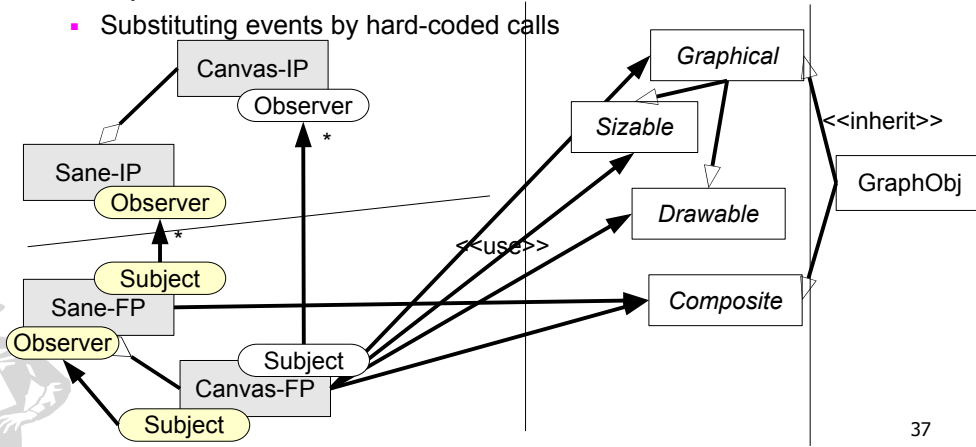 Substituting events by hard-coded calls
Canvas-IP
Observer
*
Sane-IP
Observer
*
Subject
Sane-FP
Observer
Subject
Canvas-FP
Subject
<<use>>
Graphical
Sizable
Drawable
Composite
<<inherit>>
GraphObj
37